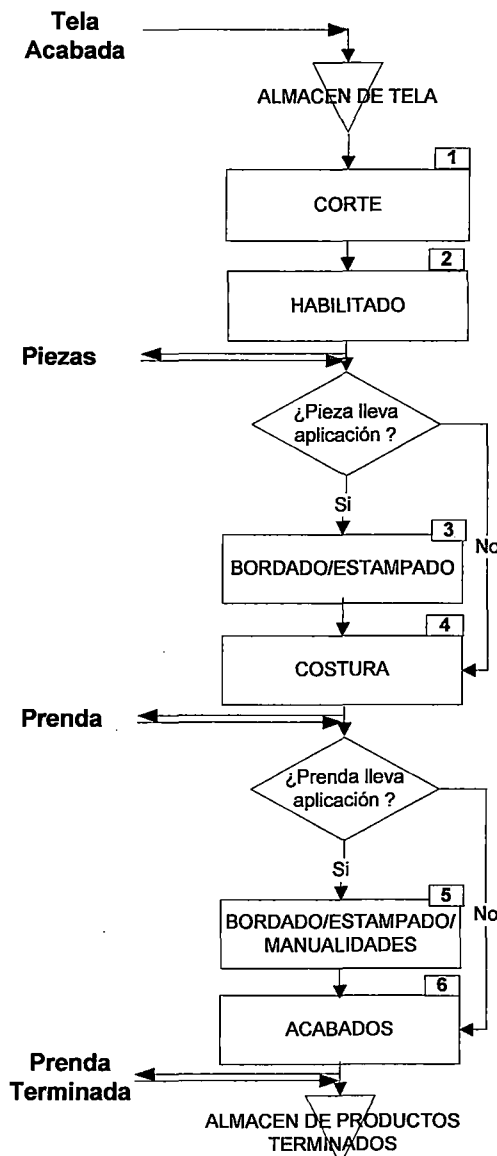 Tela
Acabada
ALMACEN DE TELA
1
CORTE
2
HABILITADO
Piezas
¿Pieza lleva
aplicación ?
Si
No
3
BORDADO/ESTAMPADO
4
COSTURA
Prenda
¿Prenda lleva
aplicación ?
Si
No
5
BORDADO/ESTAMPADO/
MANUALIDADES
6
ACABADOS
Prenda
Terminada
ALMACEN DE PRODUCTOS
TERMINADOS